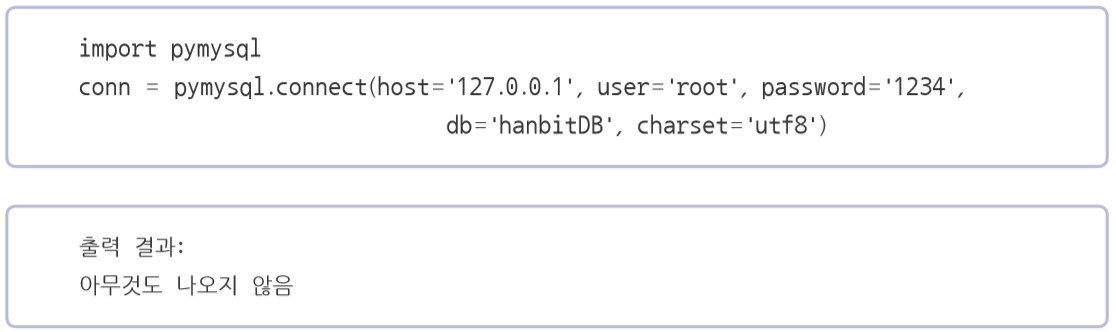 import pymysql
conn = pymysql.connect(host='127.0.0.1', user='root', password='1234',
db='hanbitDB', charset='utf8')
출력 결과:
아무것도 나오지 않음